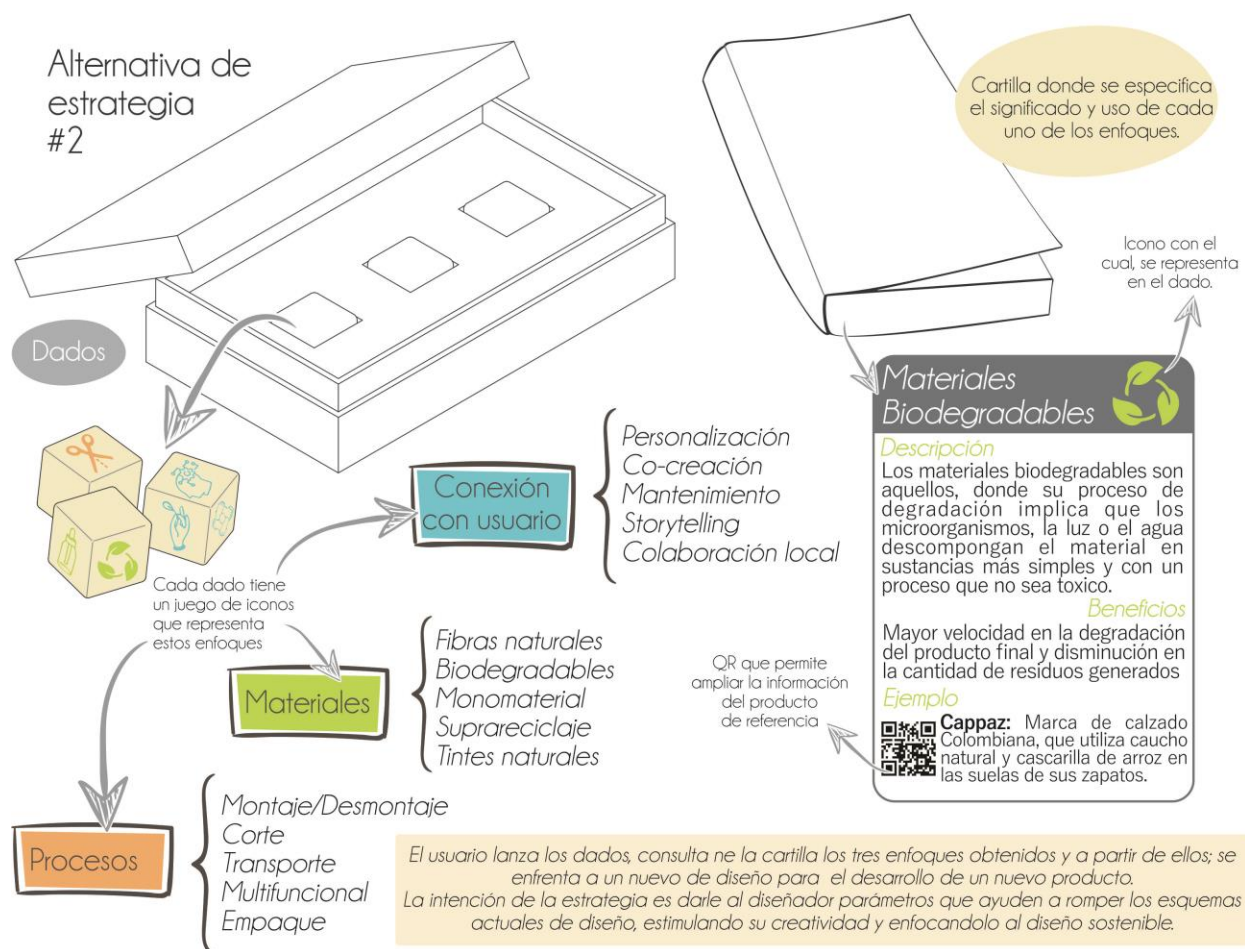 Alternativa de
estrategia
#2
Cartilla donde se especifica
el significado y uso de cada
uno de los enfoques.
Icono con el
cual, se representa
en el dado.
Dados
Materiales
Biodegradables
Descripción
Los materiales biodegradables son
aquellos, donde su proceso de
degradación implica que los
microorganismos, la luz o el agua
descompongan el material en
sustancias más simples y con un
proceso que no sea toxico.
Beneficios
Mayor velocidad en la degradación
del producto final y disminución en
la cantidad de residuos generados
Ejemplo
Cappaz: Marca de calzado
Colombiana, que utiliza caucho
natural y cascarilla de arroz en
las suelas de sus zapatos.
QR que permite
ampliar la información
del producto
de referencia
Cada dado tiene
un juego de iconos
que representa
estos enfoques
Conexión
con usuario
Personalización
Co-creación
Mantenimiento
Storytelling
Colaboración local
Materiales
Fibras naturales
Biodegradables
Monomaterial
Suprareciclaje
Tintes naturales
Procesos
Montaje/Desmontaje
Corte
Transporte
Multifuncional
Empaque
El usuario lanza los dados, consulta ne la cartilla los tres enfoques obtenidos y a partir de ellos; se
enfrenta a un nuevo de diseño para el desarrollo de un nuevo producto.
La intención de la estrategia es darle al diseñador parámetros que ayuden a romper los esquemas
actuales de diseño, estimulando su creatividad y enfocandolo al diseño sostenible.